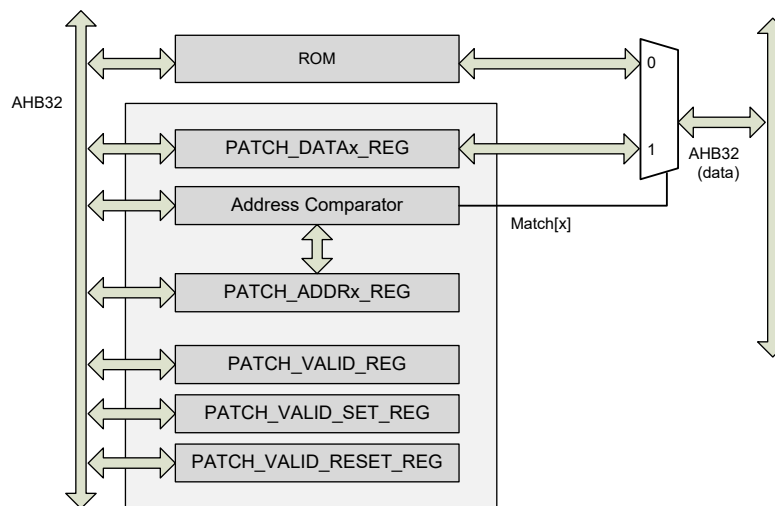 ROM
0
AHB32
PATCH_DATAx_REG
1
AHB32
(data)
Address Comparator
Match[x]
PATCH_ADDRx_REG
PATCH_VALID_REG
PATCH_VALID_SET_REG
PATCH_VALID_RESET_REG